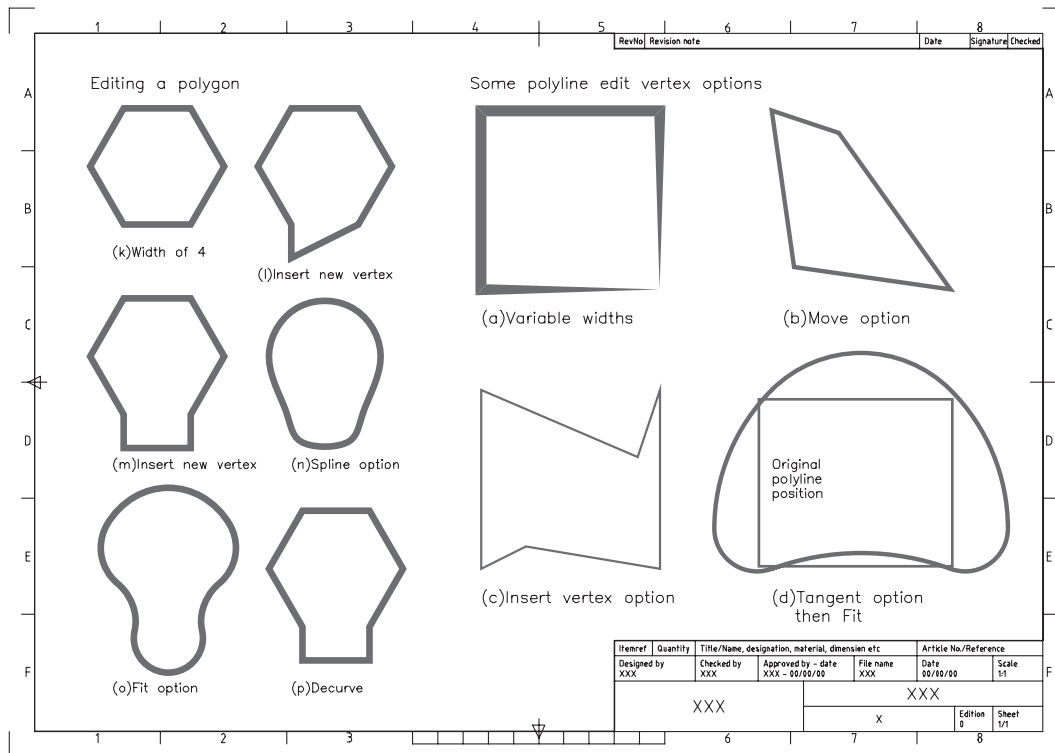 1 2 3 4 5 6 7 8
RevNo Revision note Date Signature Checked
A A
Editing a polygon
Some polyline edit vertex options
B B
(k)Width of 4
(l)Insert new vertex
(a)Variable widths
(b)Move option
C C
D D
(m)Insert new vertex
(n)Spline option
Original
polyline
position
E E
(c)Insert vertex option
(d)Tangent option
then Fit
(o)Fit option
(p)Decurve
F F
Itemref Quantity Title/Name, designation, material, dimension etc Article No./Reference
Designed by Checked by Approved by - date File name Date Scale
XXX XXX XXX - 00/00/00 XXX 00/00/00 1:1
XXX
XXX
X
Edition Sheet
0 1/1
1 2 3 6 7 8